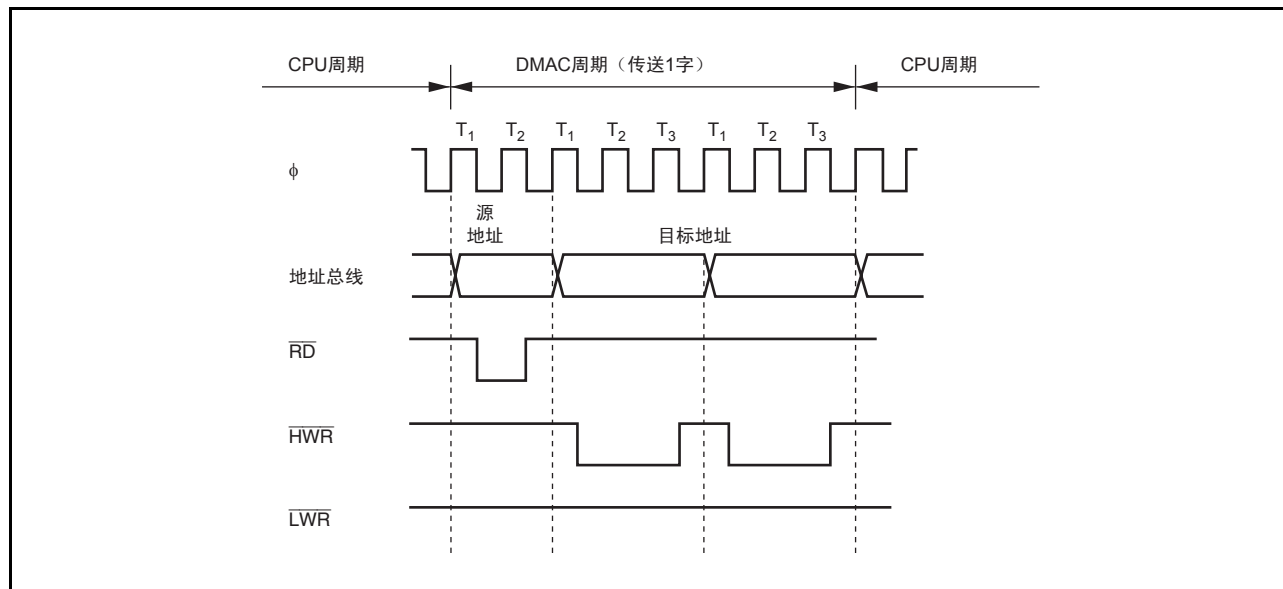 CPU周期 DMAC周期（传送1字） CPU周期
T1 T2 T1 T2 T3 T1 T2 T3
ϕ
源
地址
目标地址
地址总线
RD
HWR
LWR